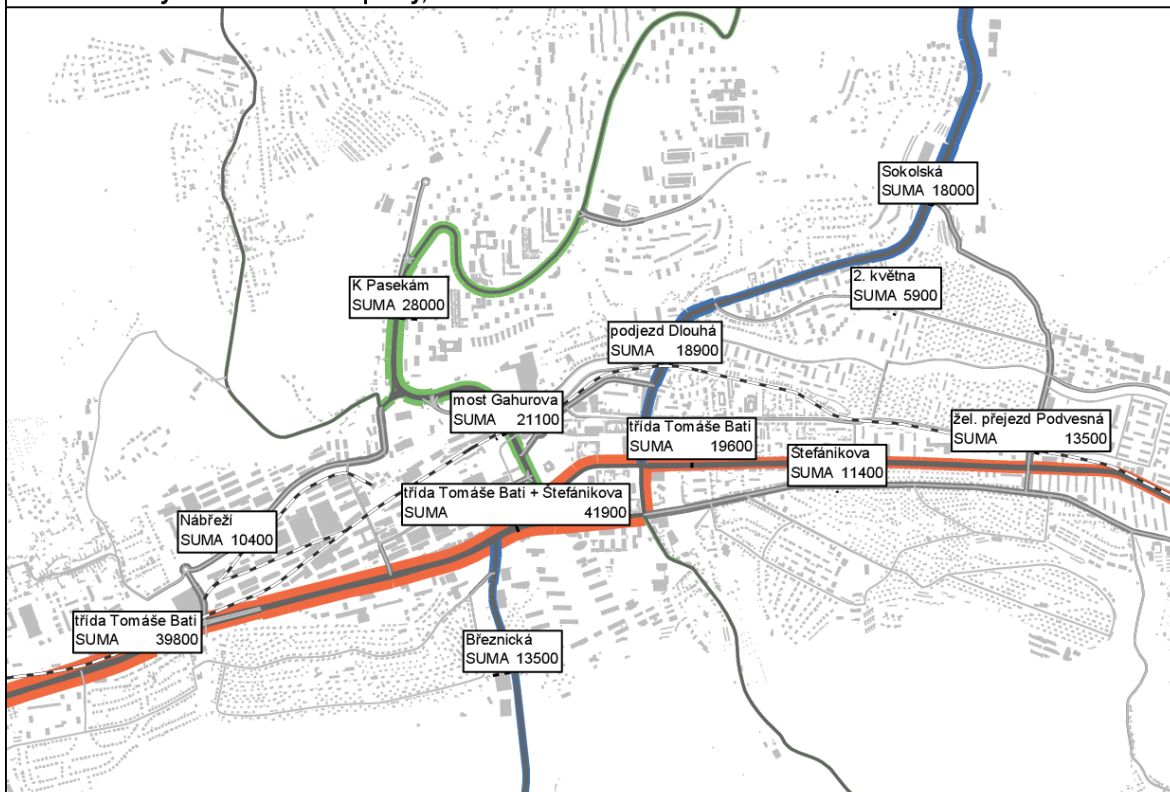 Sokolská
SUMA 18000
K Pasekám
SUMA 28000
2. května
SUMA 5900
podjezd Dlouhá
SUMA 18900
most Gahurova
SUMA 21100
třída Tomáše Bati
SUMA 19600
žel. přejezd Podvesná
SUMA 13500
Štefánikova
SUMA 11400
třída Tomáše Bati + Štefánikova
SUMA 41900
Nábřeží
SUMA 10400
třída Tomáše Bati
SUMA 39800
Březnická
SUMA 13500